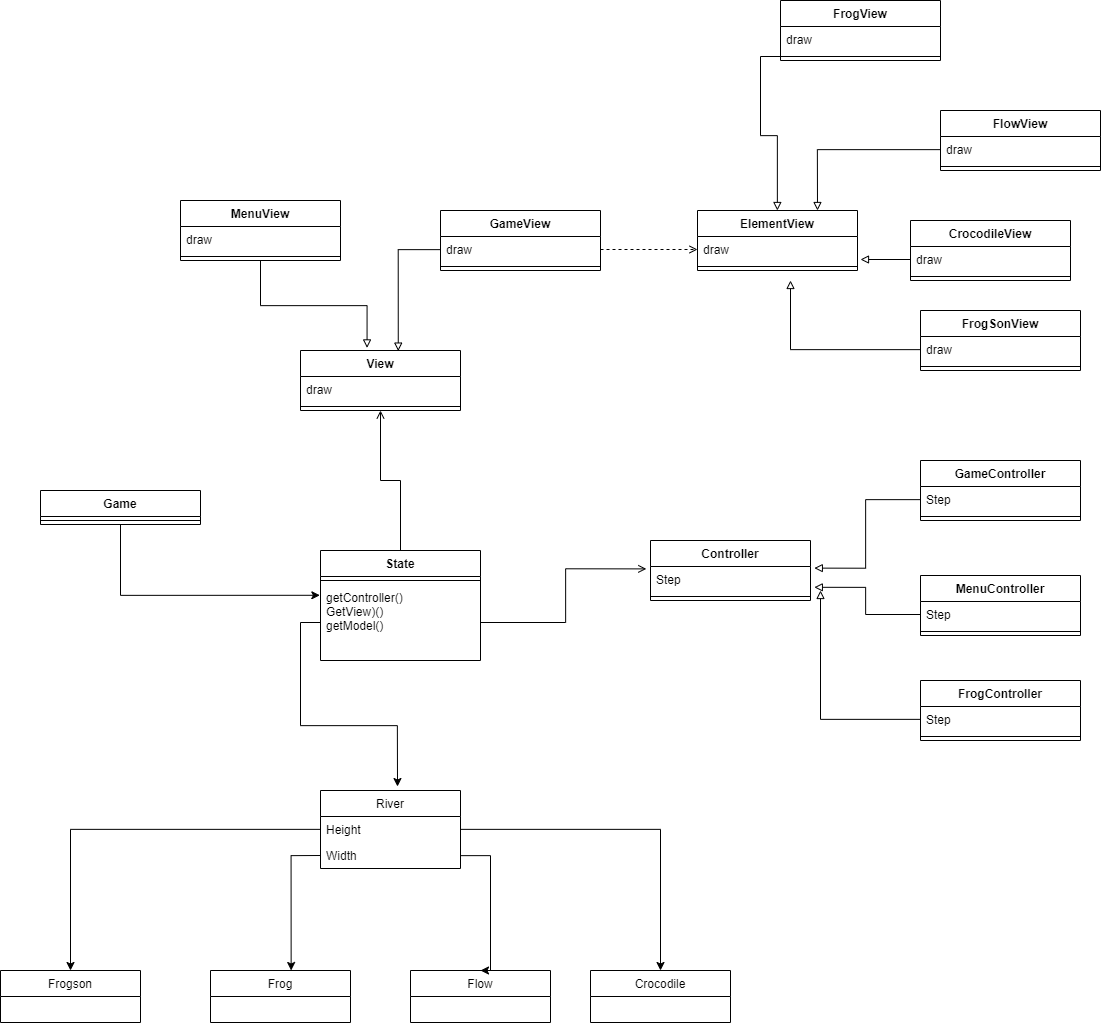 FrogView
draw
FlowView
draw
MenuView
draw
GameView
draw
ElementView
draw
CrocodileView
draw
FrogSonView
draw
View
draw
Game
State
getController()
GetView)()
getModel()
Controller
Step
GameController
Step
MenuController
Step
FrogController
Step
River
Height
Width
Frogson
Frog
Flow
Crocodile